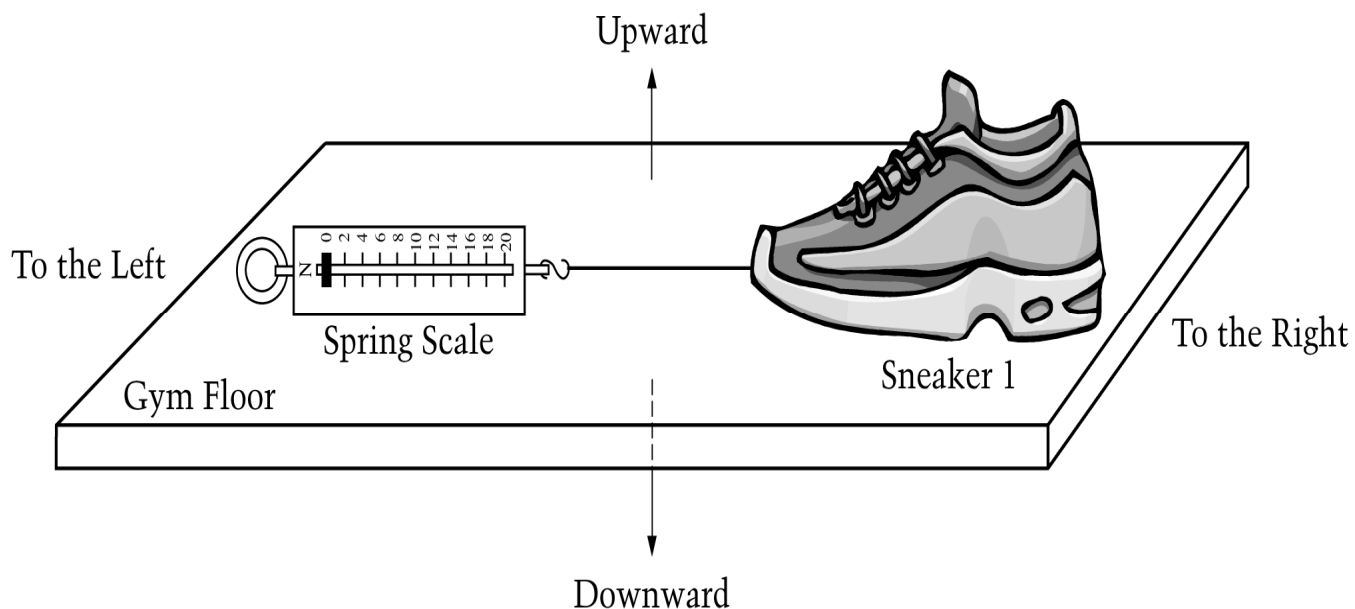 Upward
To the Left
N 0 2 4 6 8 10 12 14 16 18 20
Spring Scale
To the Right
Sneaker 1
Gym Floor
Downward